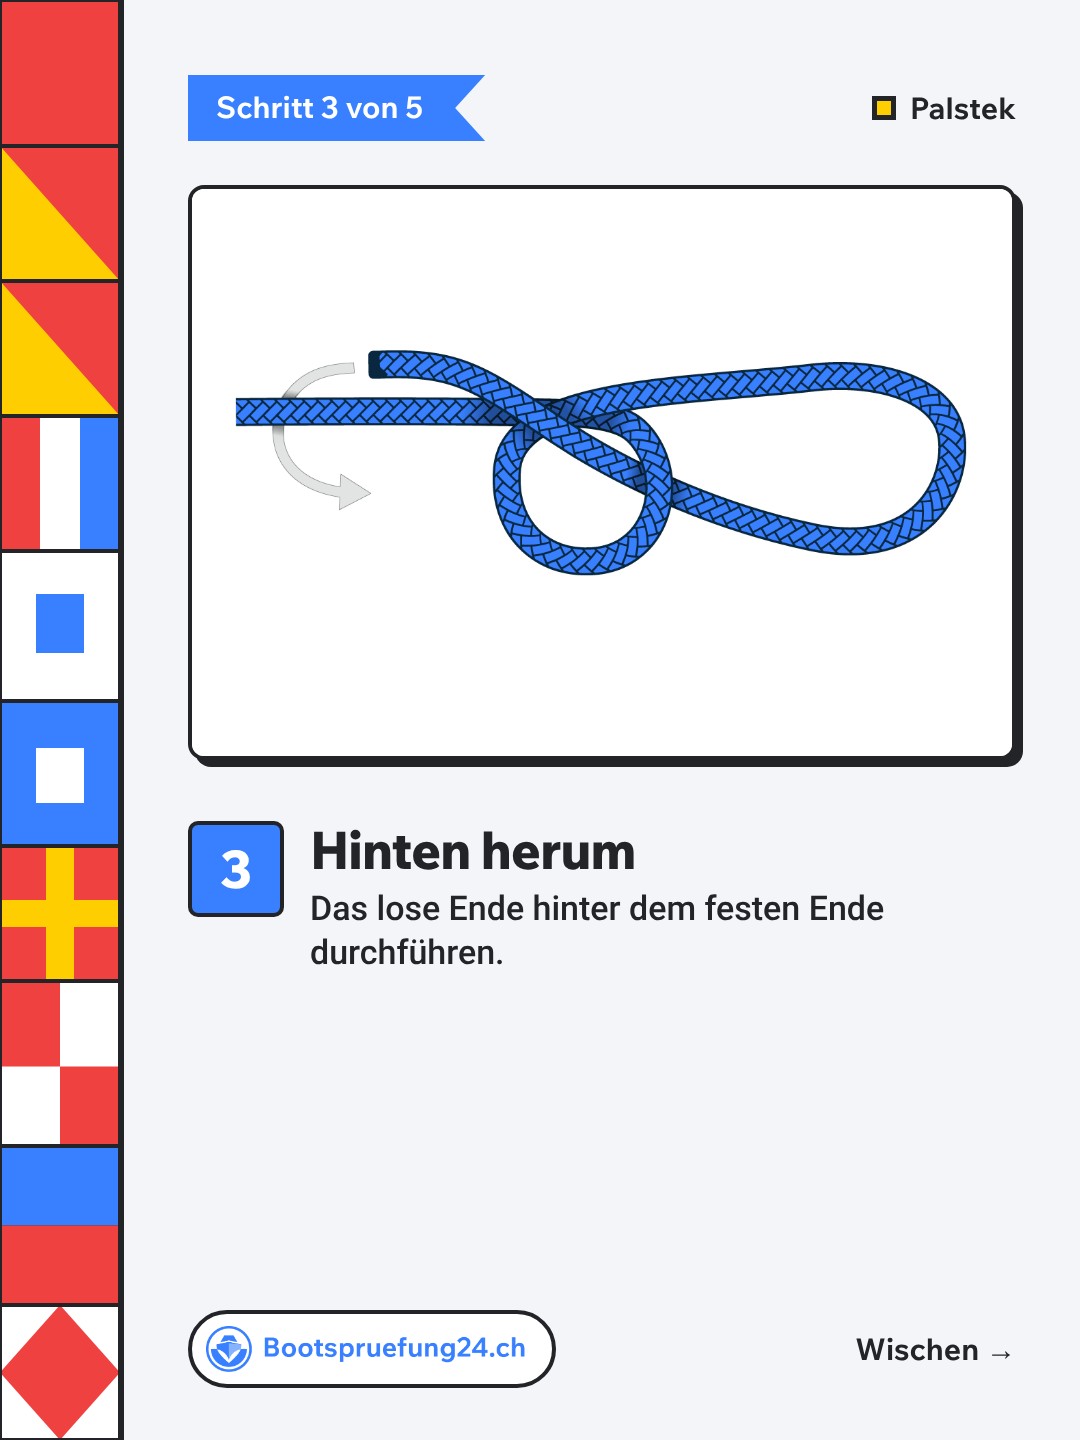 Schritt 3 von 5
Palstek
3
Hinten herum
Das lose Ende hinter dem festen Ende
durchführen.
Bootspruefung24.ch
Wischen →